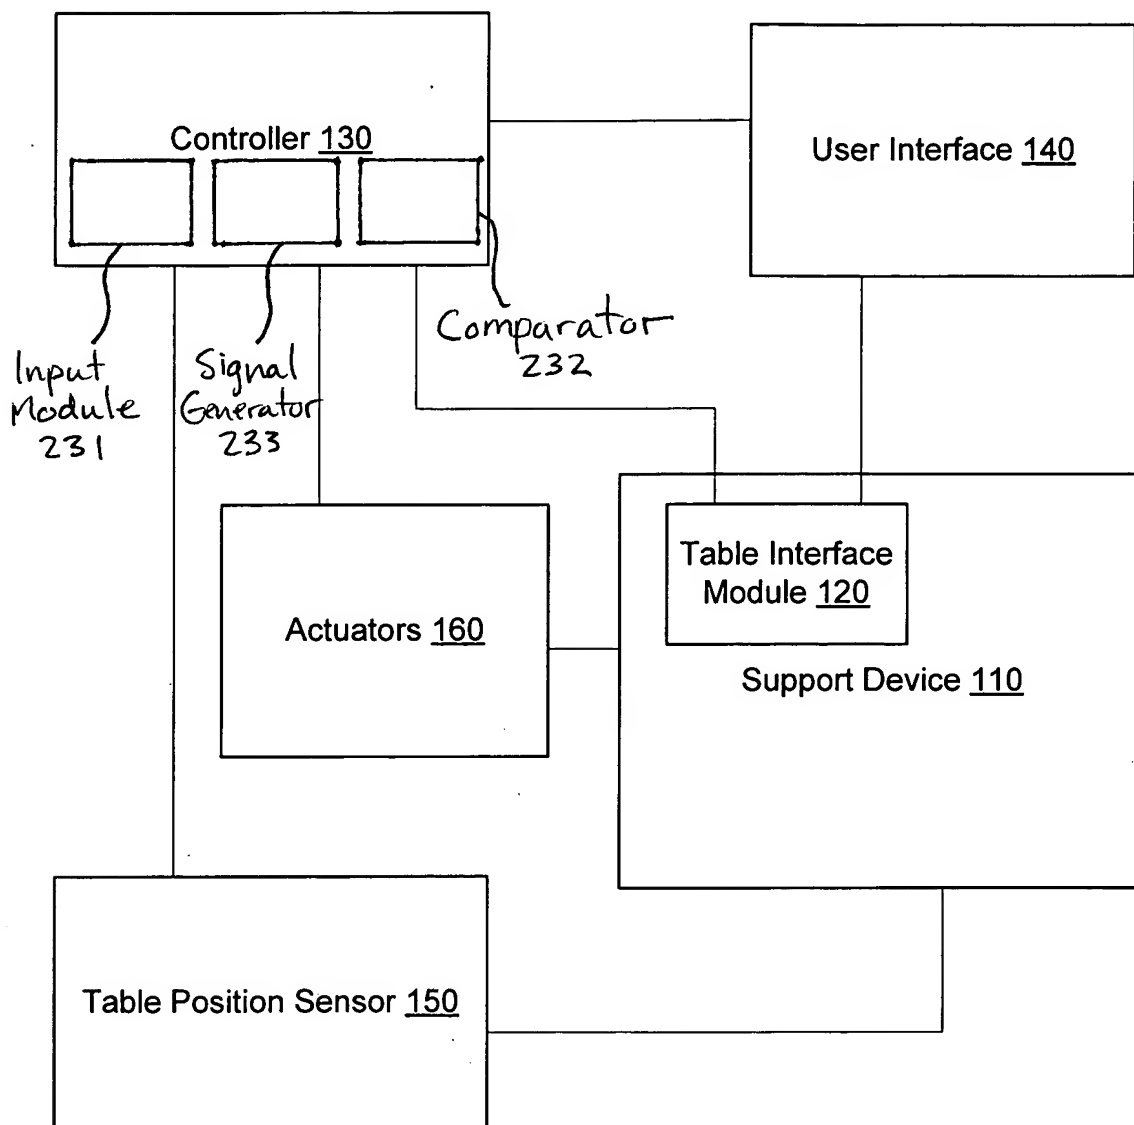 Controller 130
User Interface 140
Input
Module
231
Signal
Generator
233
Comparator
232
Table Interface
Module 120
Actuators 160
Support Device 110
Table Position Sensor 150